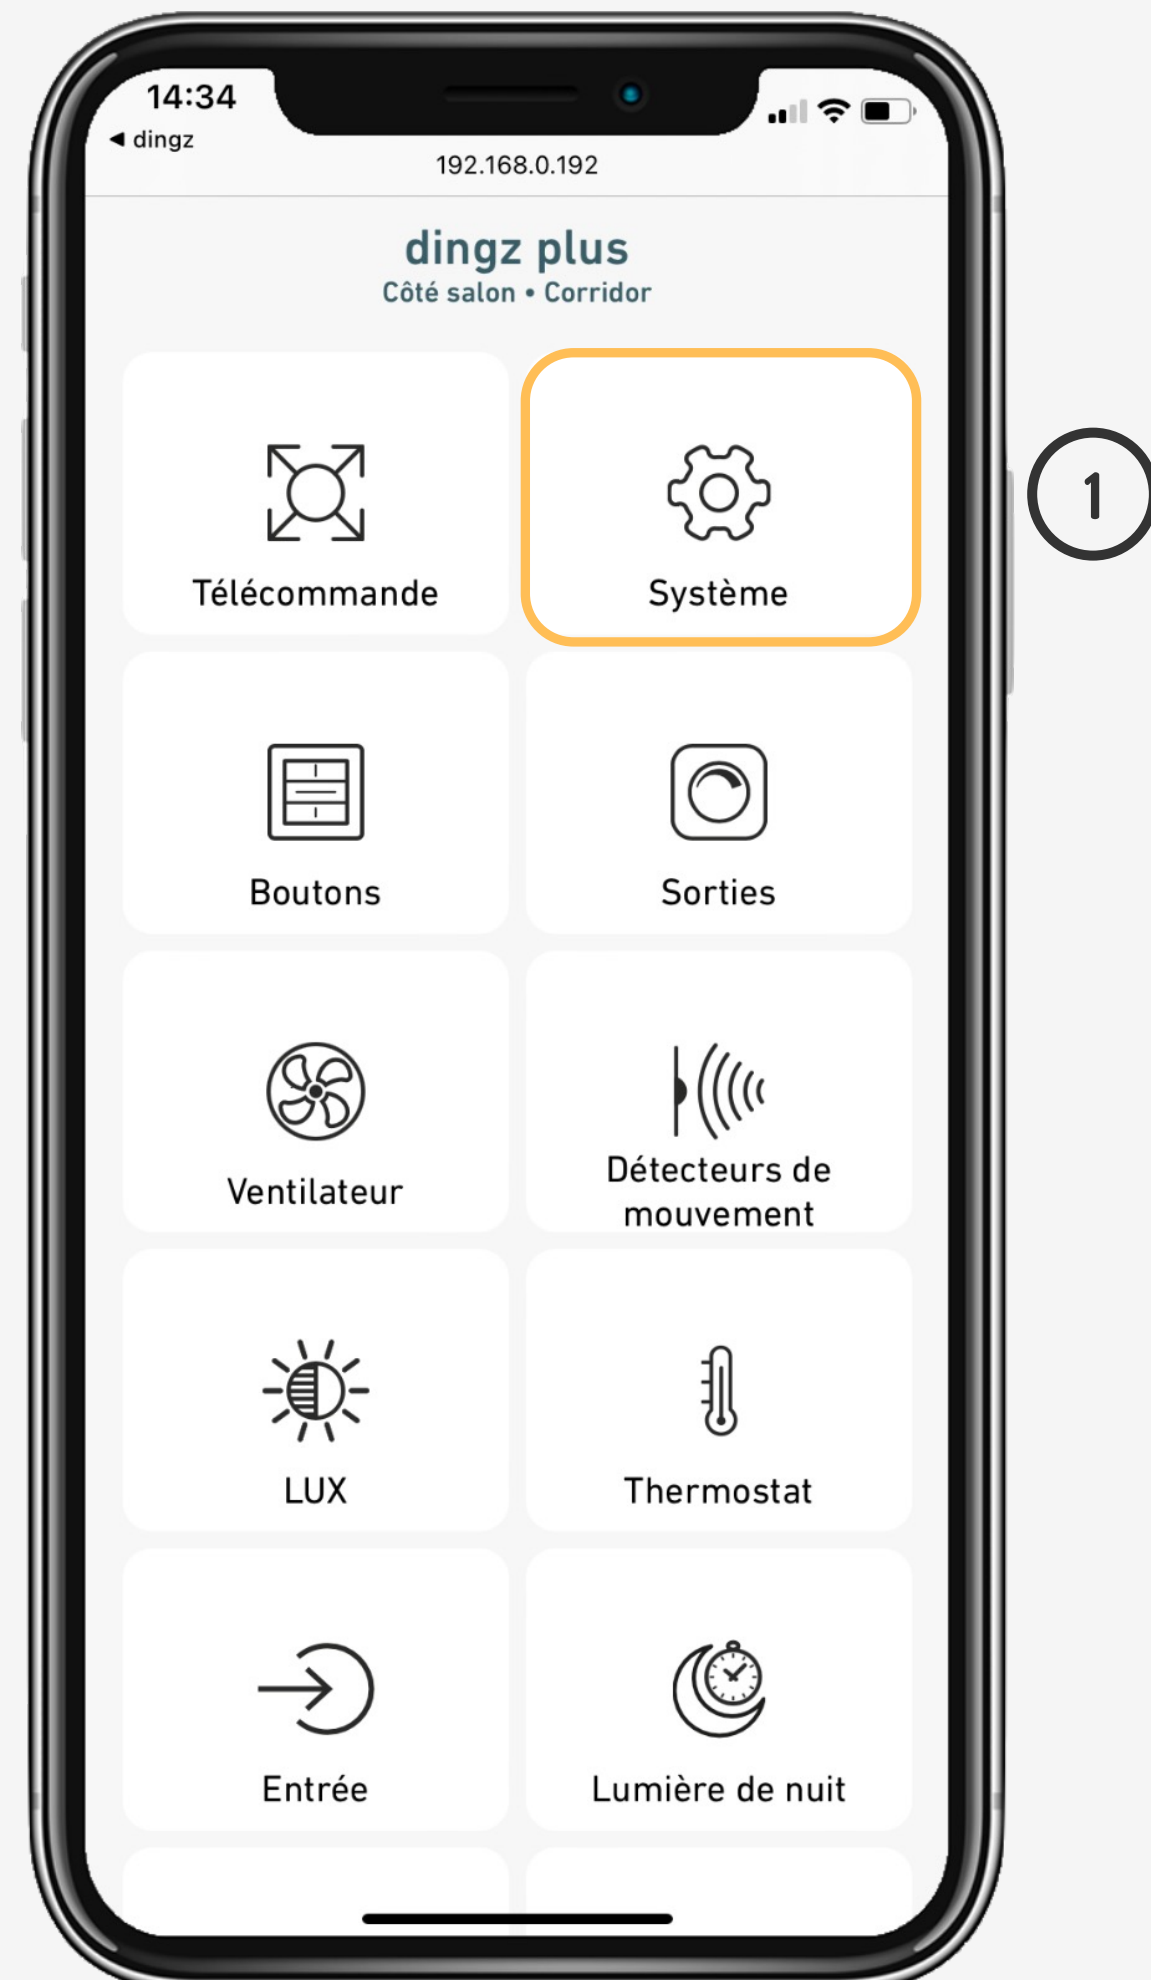 14:34
◀ dingz
192.168.0.192
dingz plus
Côté salon • Corridor
Télécommande
Système
1
Boutons
Sorties
Ventilateur
Détecteurs de
mouvement
LUX
Thermostat
Entrée
Lumière de nuit